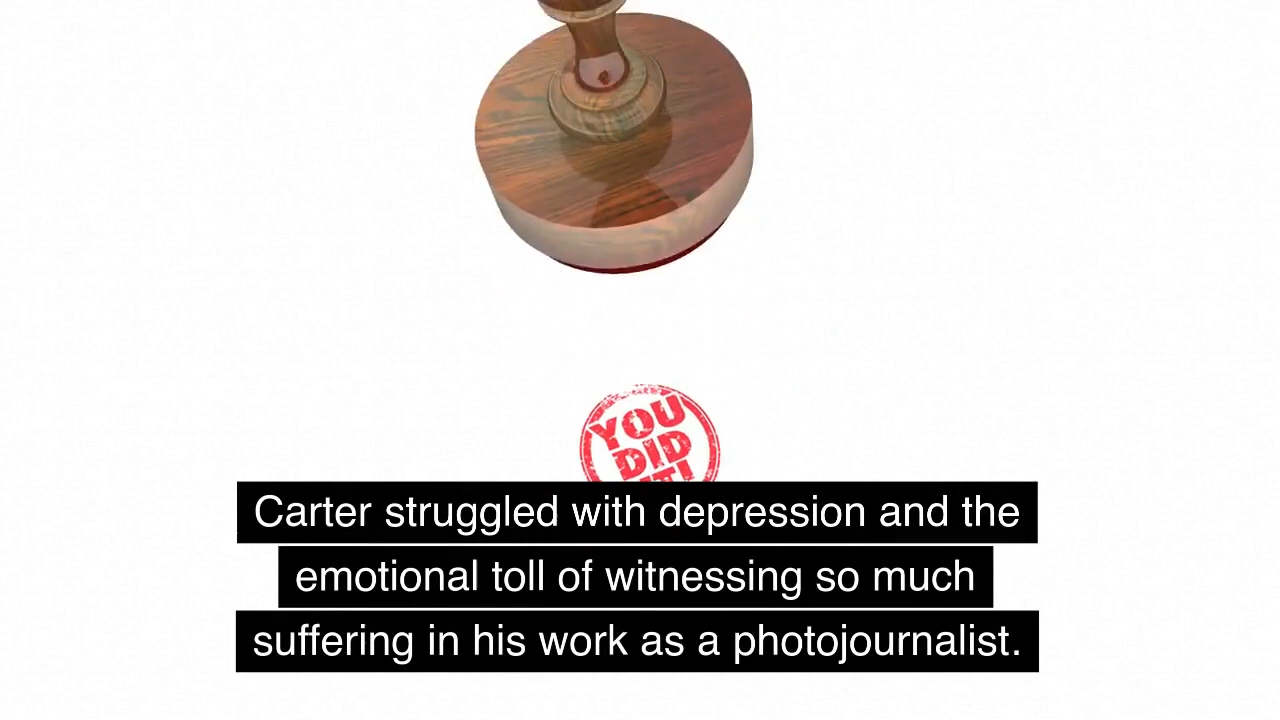 YOU
DID
IT!
Carter struggled with depression and the
emotional toll of witnessing so much
suffering in his work as a photojournalist.